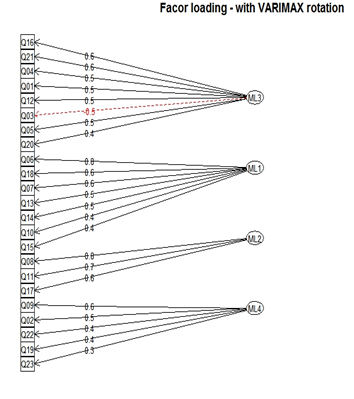 Facor loading - with VARIMAX rotation
Q16
0.6
Q21
0.6
Q04
0.5
Q01
0.5
Q12
0.5
ML3
Q03
-0.5
Q05
0.5
Q20
0.4
Q06
0.8
Q18
0.6
ML1
Q07
0.6
Q13
0.5
Q14
0.5
Q10
0.4
Q15
0.4
ML2
Q08
0.8
Q11
0.7
Q17
0.6
Q09
0.6
ML4
Q02
0.5
Q22
0.4
Q19
0.4
Q23
0.3